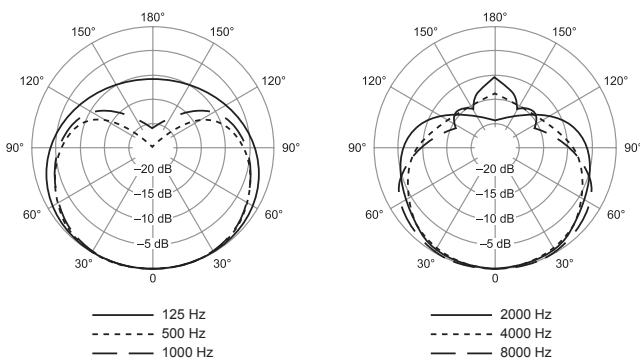 180°
150° 150°
120° 120°
90° 90°
–20 dB
–15 dB
60° –10 dB 60°
–5 dB
30° 30°
0
125 Hz
500 Hz
1000 Hz
180°
150° 150°
120° 120°
90° 90°
–20 dB
–15 dB
60° –10 dB 60°
–5 dB
30° 30°
0
2000 Hz
4000 Hz
8000 Hz